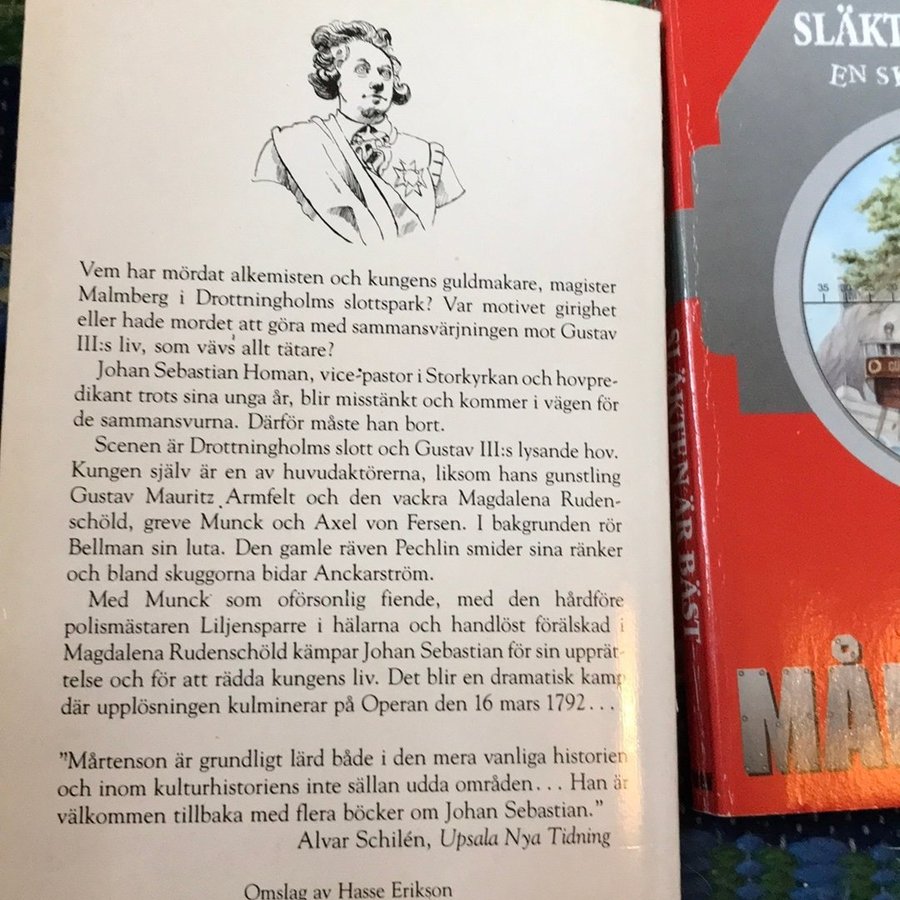 Vem har mördat alkemisten och kungens guldmakare, magister
Malmberg i Drottningholms slottspark? Var motivet girighet
eller hade mordet att göra med sammansvärjningen mot Gustav
III:s liv, som vävs allt tätare?
Johan Sebastian Homan, vice pastor i Storkyrkan och hovpre-
dikant trots sina unga år, blir misstänkt och kommer i vägen för
de sammansvurna. Därför måste han bort.
Scenen är Drottningholms slott och Gustav III:s lysande hov.
Kungen själv är en av huvudaktörerna, liksom hans gunstling
Gustav Mauritz Armfelt och den vackra Magdalena Ruden-
schöld, greve Munck och Axel von Fersen. I bakgrunden rör
Bellman sin luta. Den gamle räven Pechlin smider sina ränker
och bland skuggorna bidar Anckarström.
Med Munck som oförsonlig fiende, med den hårdföre
polismästaren Liljensparre i hälarna och handlöst förälskad i
Magdalena Rudenschöld kämpar Johan Sebastian för sin upprät-
telse och för att rädda kungens liv. Det blir en dramatisk kamp
där upplösningen kulminerar på Operan den 16 mars 1792...
"Mårtenson är grundligt lärd både i den mera vanliga historien
och inom kulturhistoriens inte sällan udda områden... Han är
välkommen tillbaka med flera böcker om Johan Sebastian."
Alvar Schilén, Upsala Nya Tidning
Omslag av Hasse Erikson
SLÄKT
EN S
35
20
SLÄKTEN ÄR BÄST
MÅ